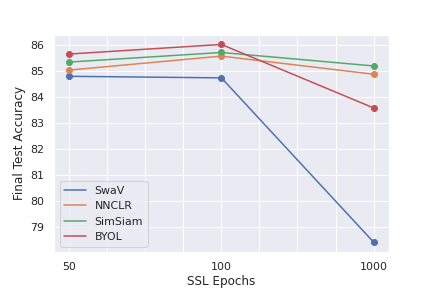 86
85
84
83
82
81
80
79
Final Test Accuracy
SwaV
NNCLR
SimSiam
BYOL
50
100
1000
SSL Epochs